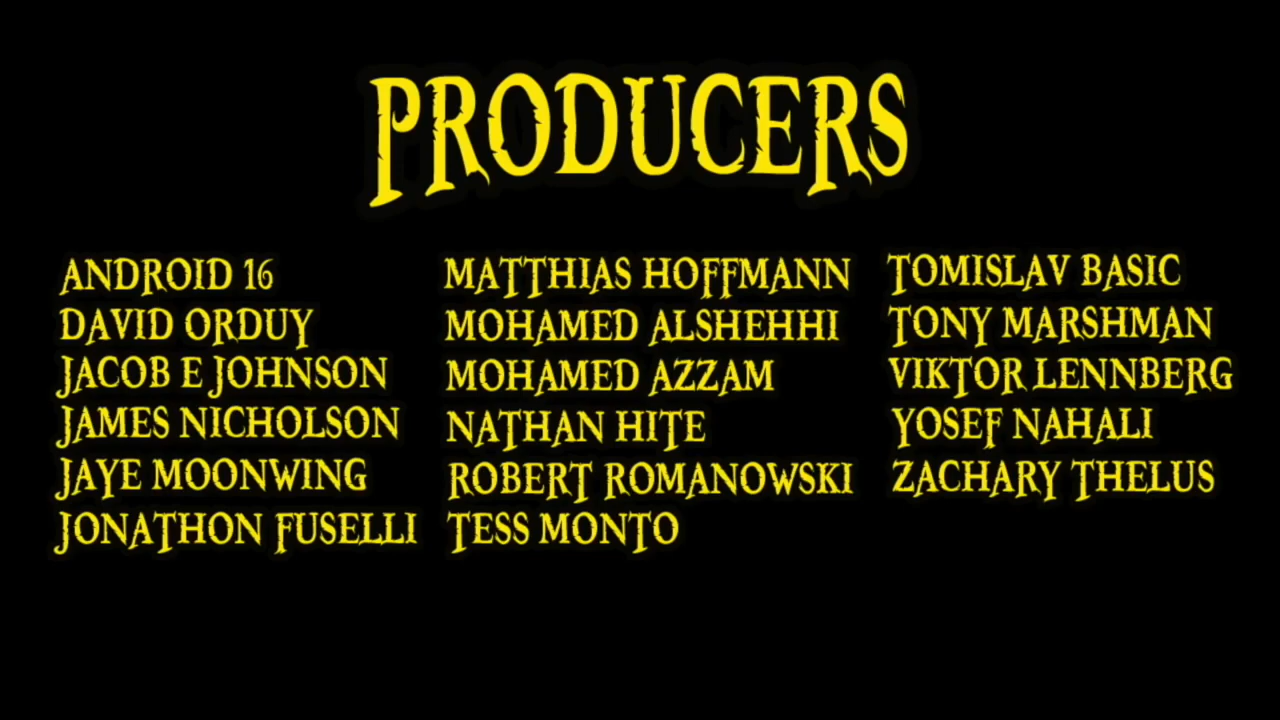 PRODUCERS
ANDROID 16
DAVID ORDUY
JACOB E JOHNSON
JAMES NICHOLSON
JAYE MOONWING
JONATHON FUSELLI
MATTHIAS HOFFMANN
MOHAMED ALSHEHHI
MOHAMED AZZAM
NATHAN HITE
ROBERT ROMANOWSKI
TESS MONTO
TOMISLAV BASIC
TONY MARSHMAN
VIKTOR LENNBERG
YOSEF NAHALI
ZACHARY THELUS